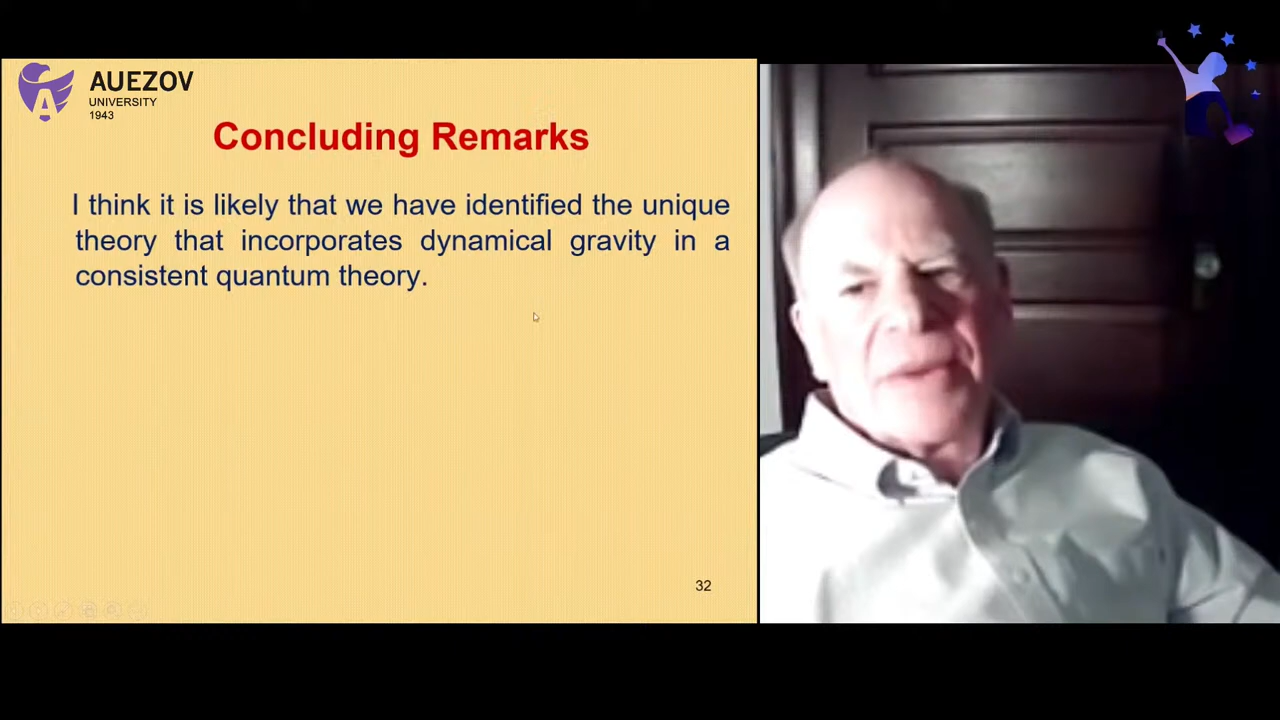 AUEZOV
UNIVERSITY
1943
Concluding Remarks
I think it is likely that we have identified the unique
theory that incorporates dynamical gravity in a
consistent quantum theory.
32